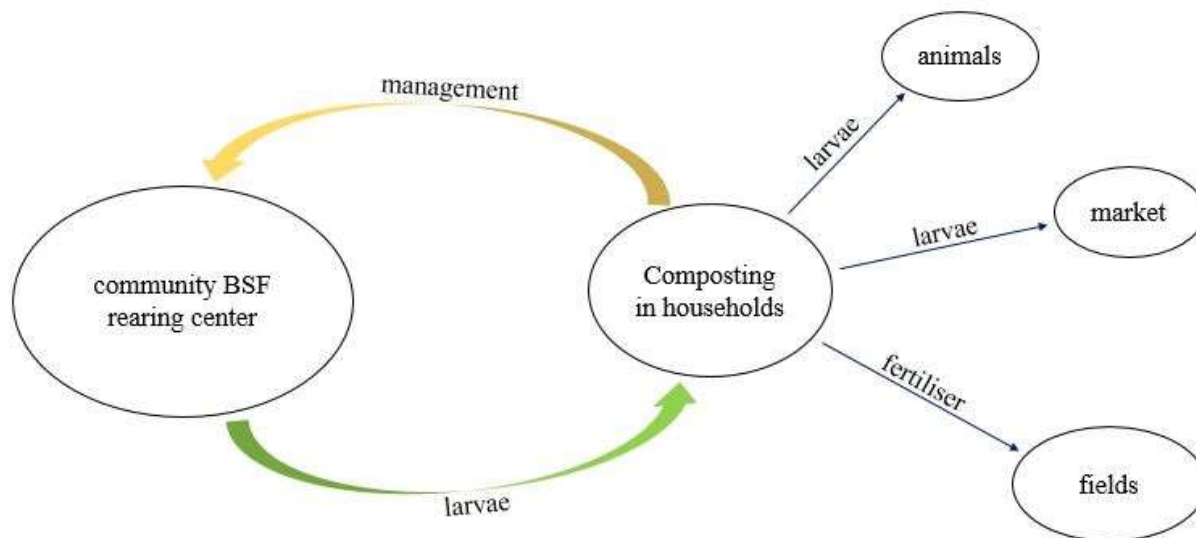 animals
management
larvae
market
larvae
community BSF
rearing center
Composting
in households
fertiliser
fields
larvae